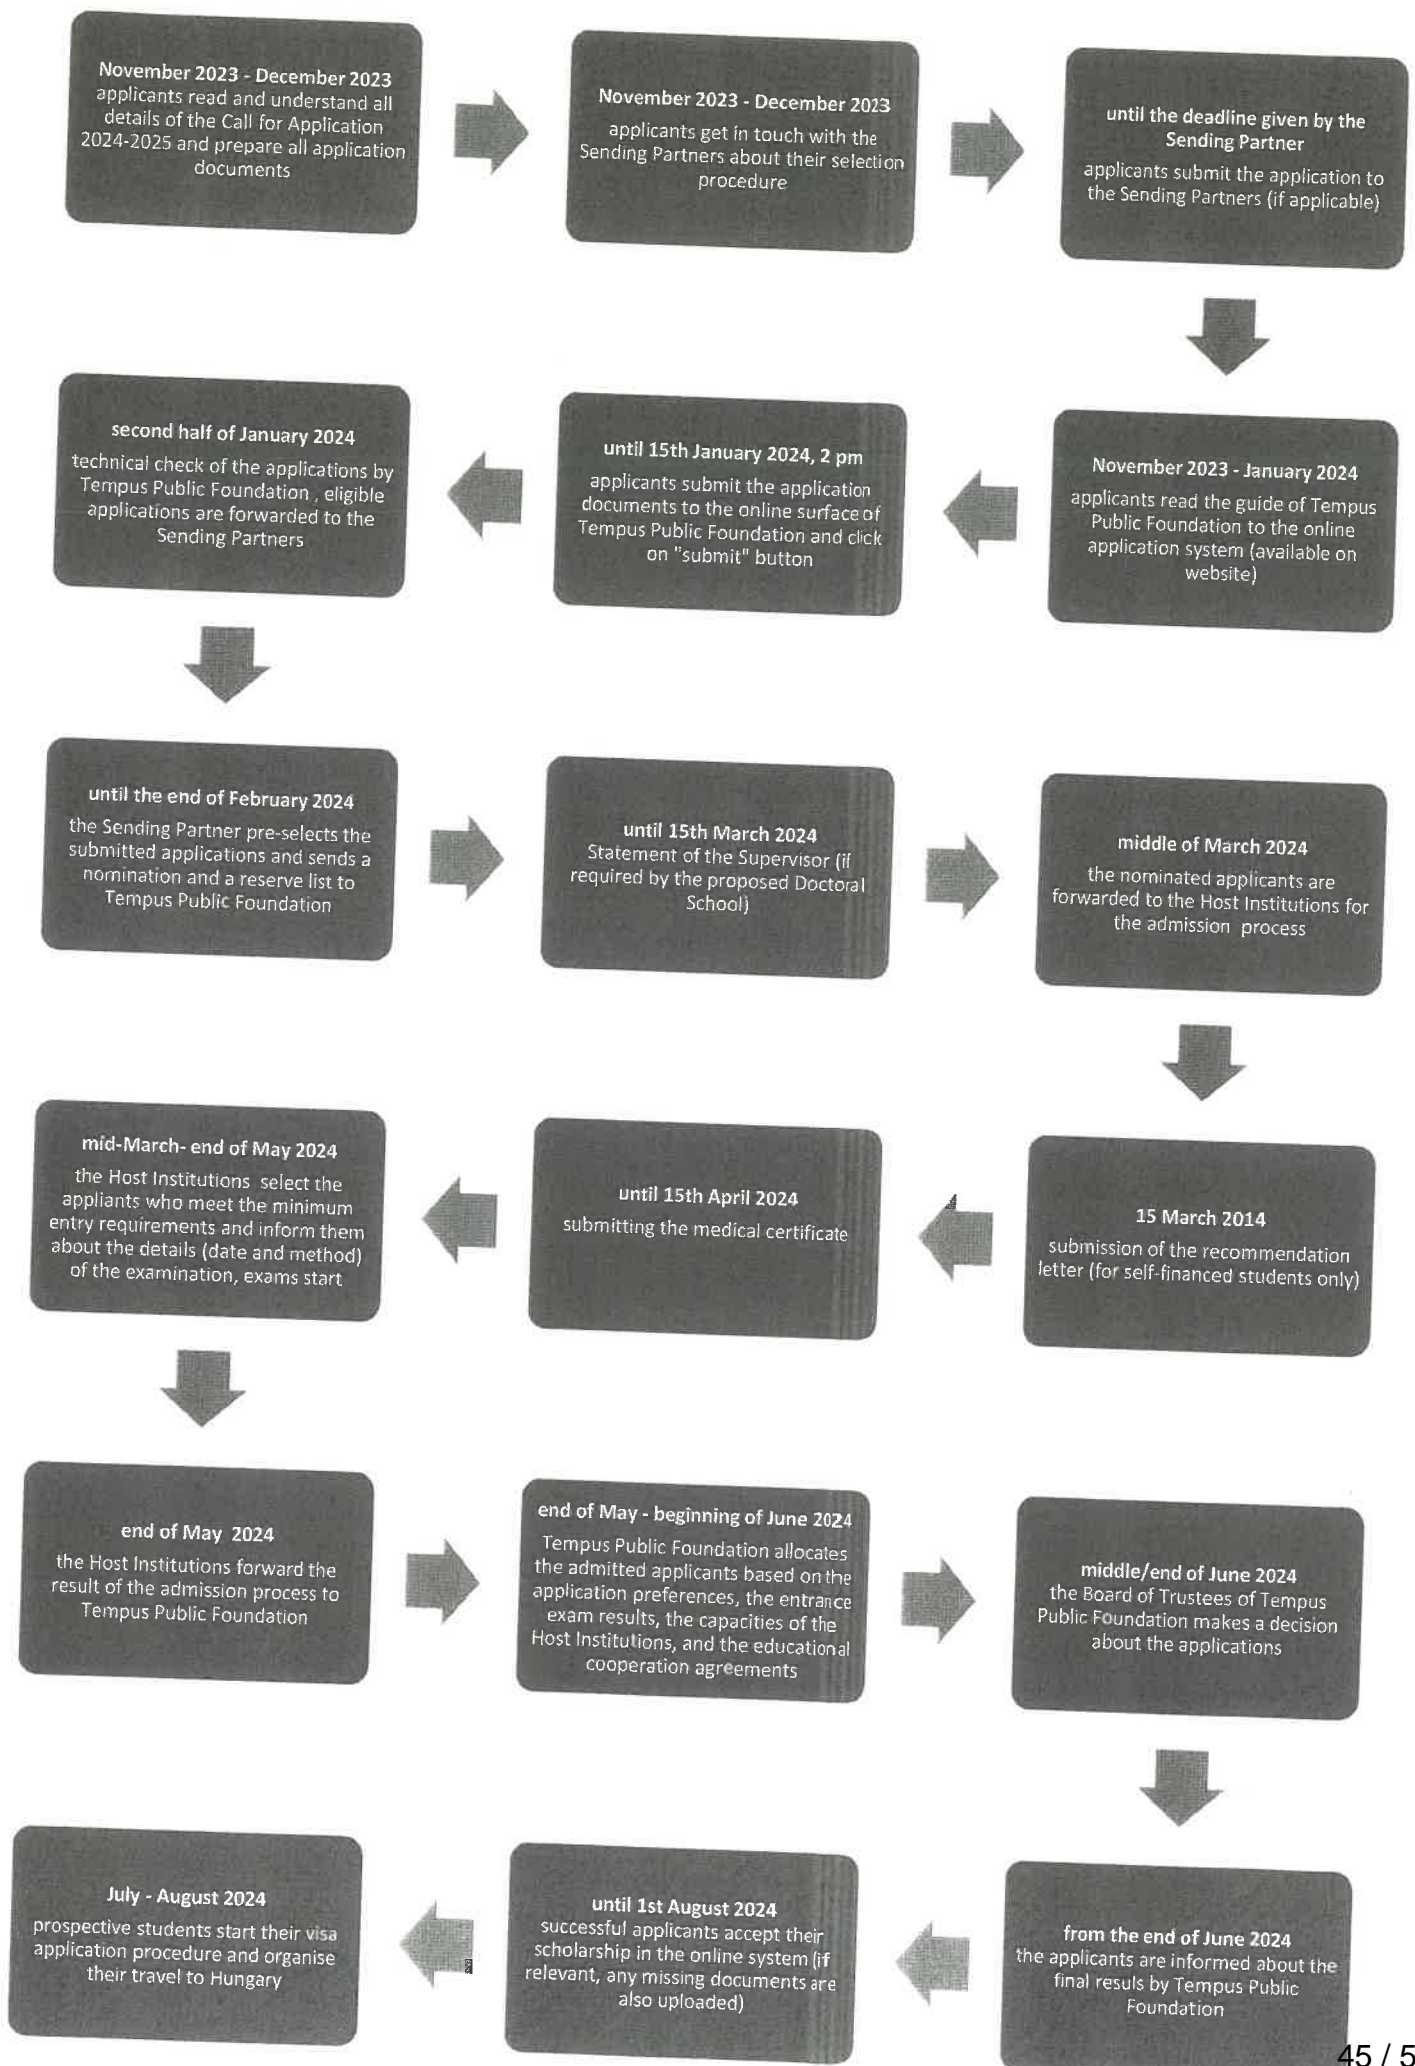 November 2023 - December 2023
applicants read and understand all
details of the Call for Application
2024-2025 and prepare all application
documents
November 2023 - December 2023
applicants get in touch with the
Sending Partners about their selection
procedure
until the deadline given by the
Sending Partner
applicants submit the application to
the Sending Partners (if applicable)
November 2023 - January 2024
applicants read the guide of Tempus
Public Foundation to the online
application system (available on
website)
until 15th January 2024, 2 pm
applicants submit the application
documents to the online surface of
Tempus Public Foundation and click
on "submit" button
second half of January 2024
technical check of the applications by
Tempus Public Foundation , eligible
applications are forwarded to the
Sending Partners
until the end of February 2024
the Sending Partner pre-selects the
submitted applications and sends a
nomination and a reserve list to
Tempus Public Foundation
until 15th March 2024
Statement of the Supervisor (if
required by the proposed Doctoral
School)
middle of March 2024
the nominated applicants are
forwarded to the Host Institutions for
the admission process
15 March 2014
submission of the recommendation
letter (for self-financed students only)
until 15th April 2024
submitting the medical certificate
mid-March- end of May 2024
the Host Institutions select the
appliants who meet the minimum
entry requirements and inform them
about the details (date and method)
of the examination, exams start
end of May 2024
the Host Institutions forward the
result of the admission process to
Tempus Public Foundation
end of May - beginning of June 2024
Tempus Public Foundation allocates
the admitted applicants based on the
application preferences, the entrance
exam results, the capacities of the
Host Institutions, and the educational
cooperation agreements
middle/end of June 2024
the Board of Trustees of Tempus
Public Foundation makes a decision
about the applications
from the end of June 2024
the applicants are informed about the
final resuls by Tempus Public
Foundation
until 1st August 2024
successful applicants accept their
scholarship in the online system (if
relevant, any missing documents are
also uploaded)
July - August 2024
prospective students start their visa
application procedure and organise
their travel to Hungary
45 / 5